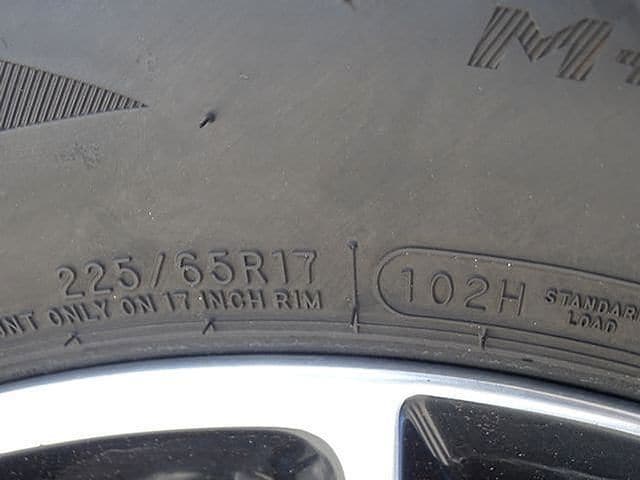 M+
225/65R17
ONLY ON 17 INCH RIM
102H
STANDARD
LOAD